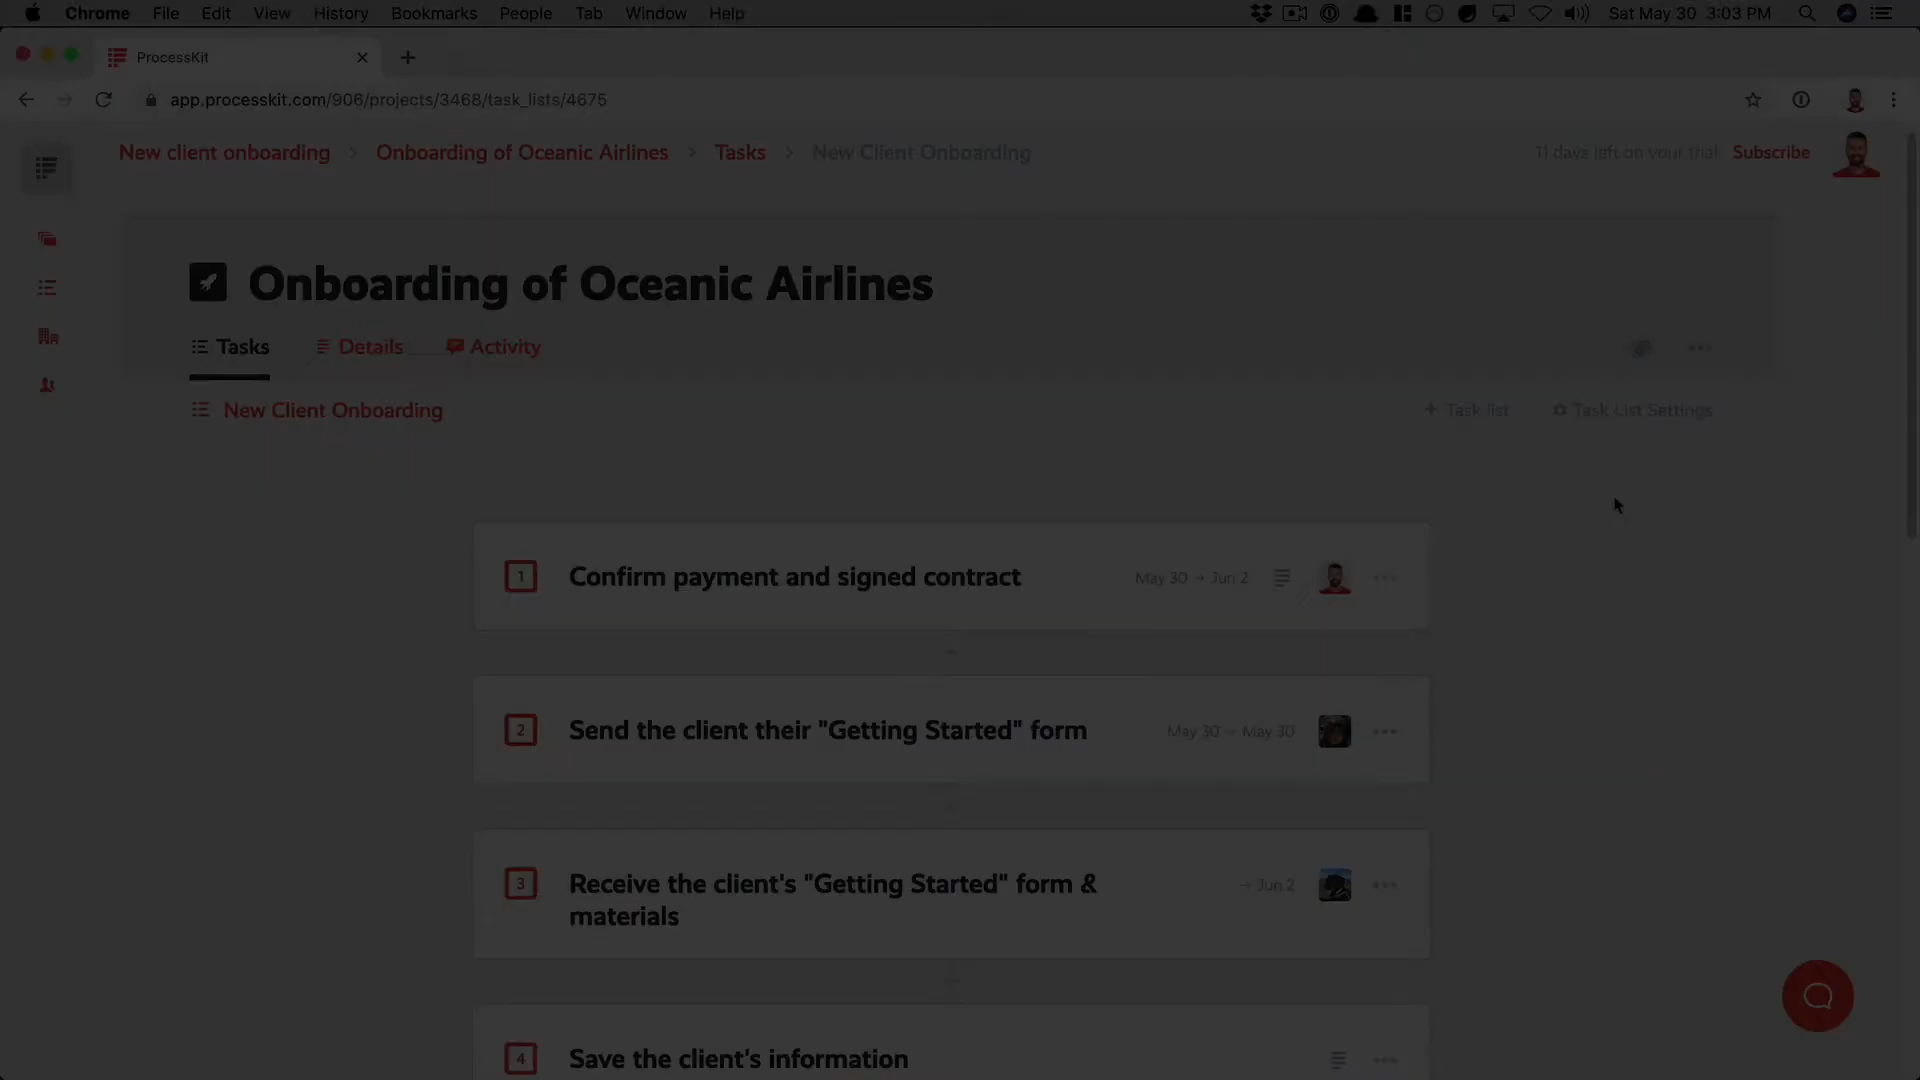 Chrome File Edit View History Bookmarks People Tab Window Help Sat May 30 3:03 PM
ProcessKit
app.processkit.com/906/projects/3468/task_lists/4675
New client onboarding > Onboarding of Oceanic Airlines > Tasks > New Client Onboarding 11 days left on your trial Subscribe
Onboarding of Oceanic Airlines
Tasks Details Activity
New Client Onboarding + Task list Task List Settings
1 Confirm payment and signed contract May 30 → Jun 2
2 Send the client their "Getting Started" form May 30 → May 30
3 Receive the client's "Getting Started" form & → Jun 2
materials
4 Save the client's information